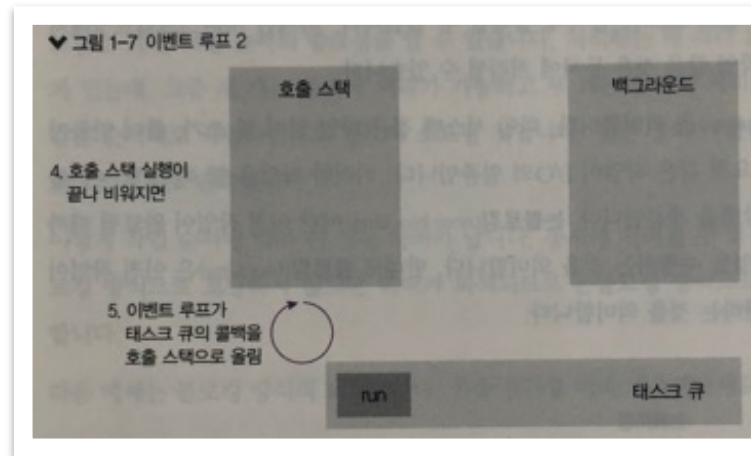 그림 1-7 이벤트 루프 2
호출 스택
백그라운드
4. 호출 스택 실행이
끝나 비워지면
5. 이벤트 루프가
태스크 큐의 콜백을
호출 스택으로 올림
run
태스크 큐